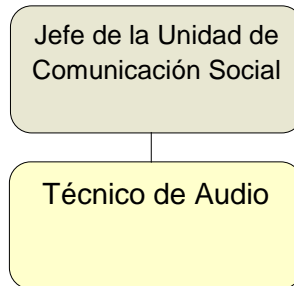 Jefe de la Unidad de
Comunicación Social
Técnico de Audio